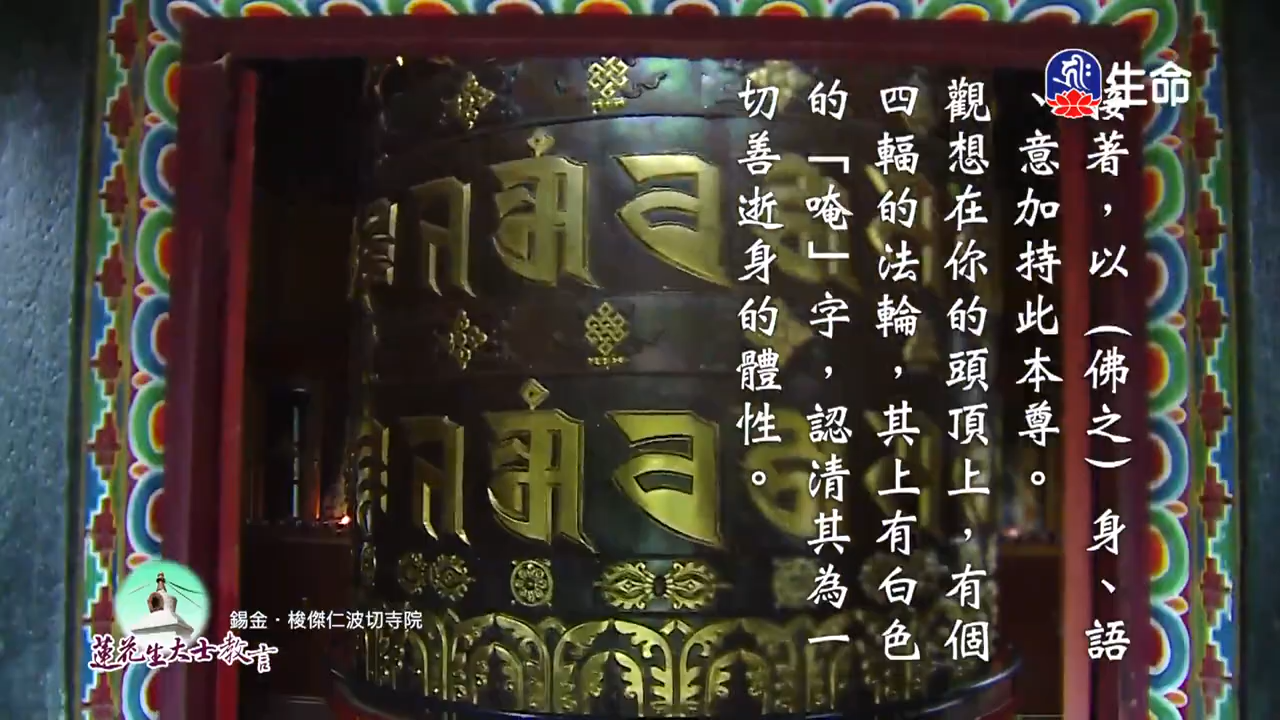 接著,以(佛之)身、語
、意加持此本尊。
觀想在你的頭頂上,有個
四輻的法輪,其上有白色
的「唵」字,認清其為一
切善逝身的體性。
生命
錫金·梭傑仁波切寺院
蓮花生大士教言